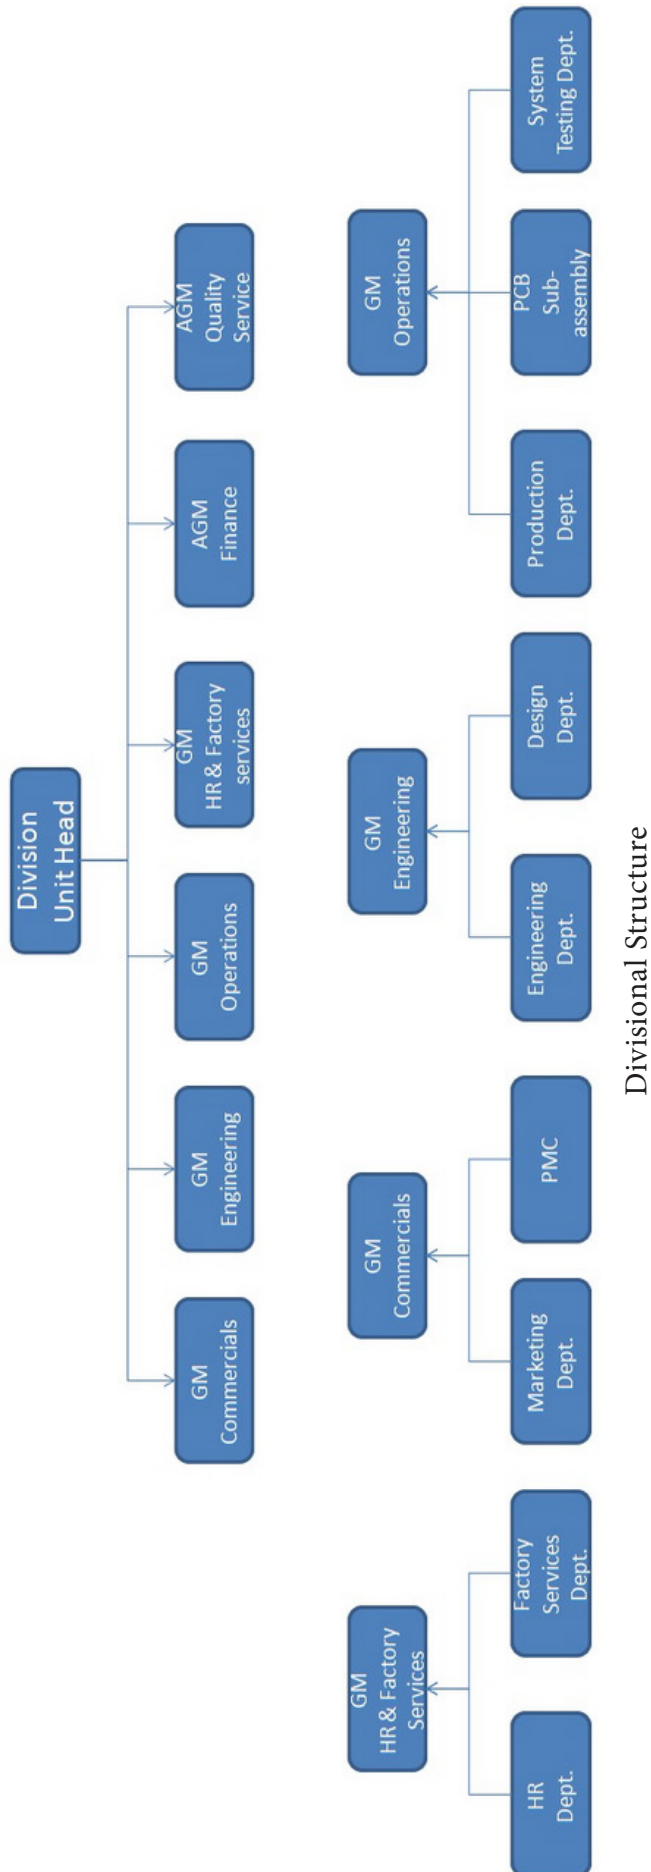 Division
Unit Head
GM
Commercials
GM
Engineering
GM
Operations
GM
HR & Factory
services
AGM
Finance
AGM
Quality
Service
GM
HR & Factory
Services
GM
Commercials
GM
Engineering
GM
Operations
HR
Dept.
Factory
Services
Dept.
Marketing
Dept.
PMC
Engineering
Dept.
Design
Dept.
Production
Dept.
PCB
Sub-
assembly
System
Testing Dept.
Divisional Structure